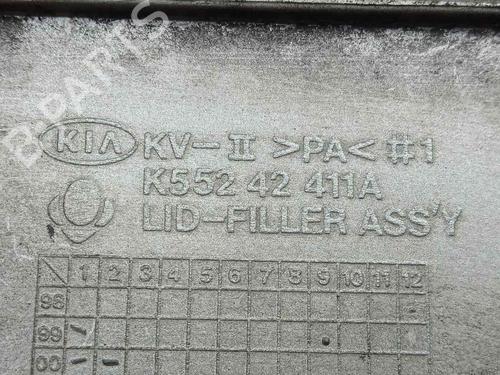 B-PARTS
KIA KV-II >PA< #1
K552 42 411A
LID-FILLER ASS'Y
1 2 3 4 5 6 7 8 9 10 11 12
98
99
00